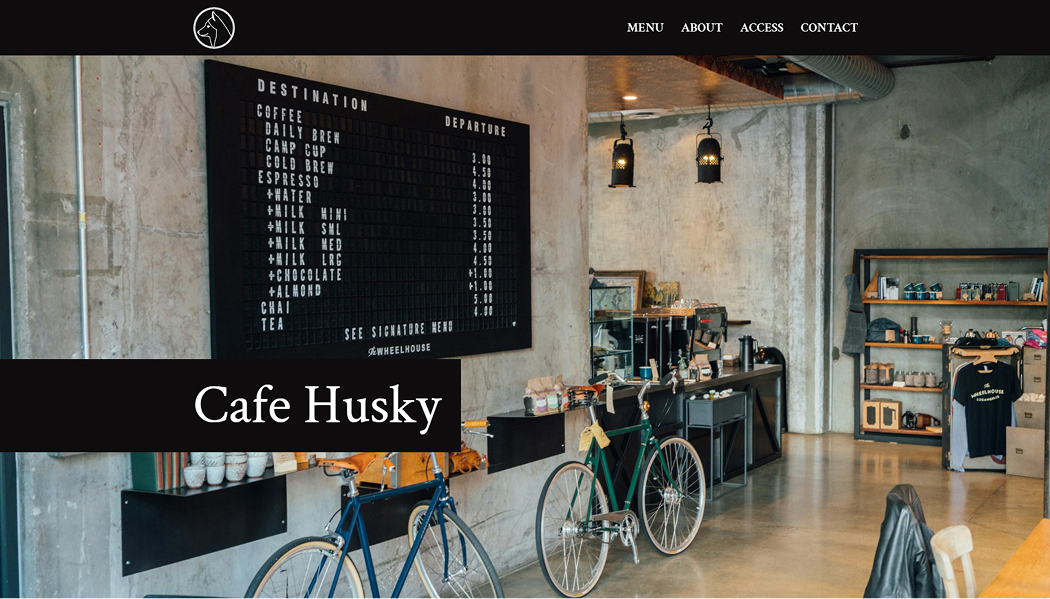 MENU ABOUT ACCESS CONTACT
DESTINATION DEPARTURE
COFFEE
DAILY BREW 3.00
CAMP CUP 4.50
COLD BREW 4.00
ESPRESSO 3.00
+WATER 3.00
+MILK MINI 3.50
+MILK SML 3.50
+MILK MED 4.00
+MILK LRG 4.50
+CHOCOLATE +1.00
+ALMOND +1.00
CHAI 5.00
TEA 4.00
SEE SIGNATURE MENU
The WHEELHOUSE
Cafe Husky
The
WHEELHOUSE
LOS ANGELES